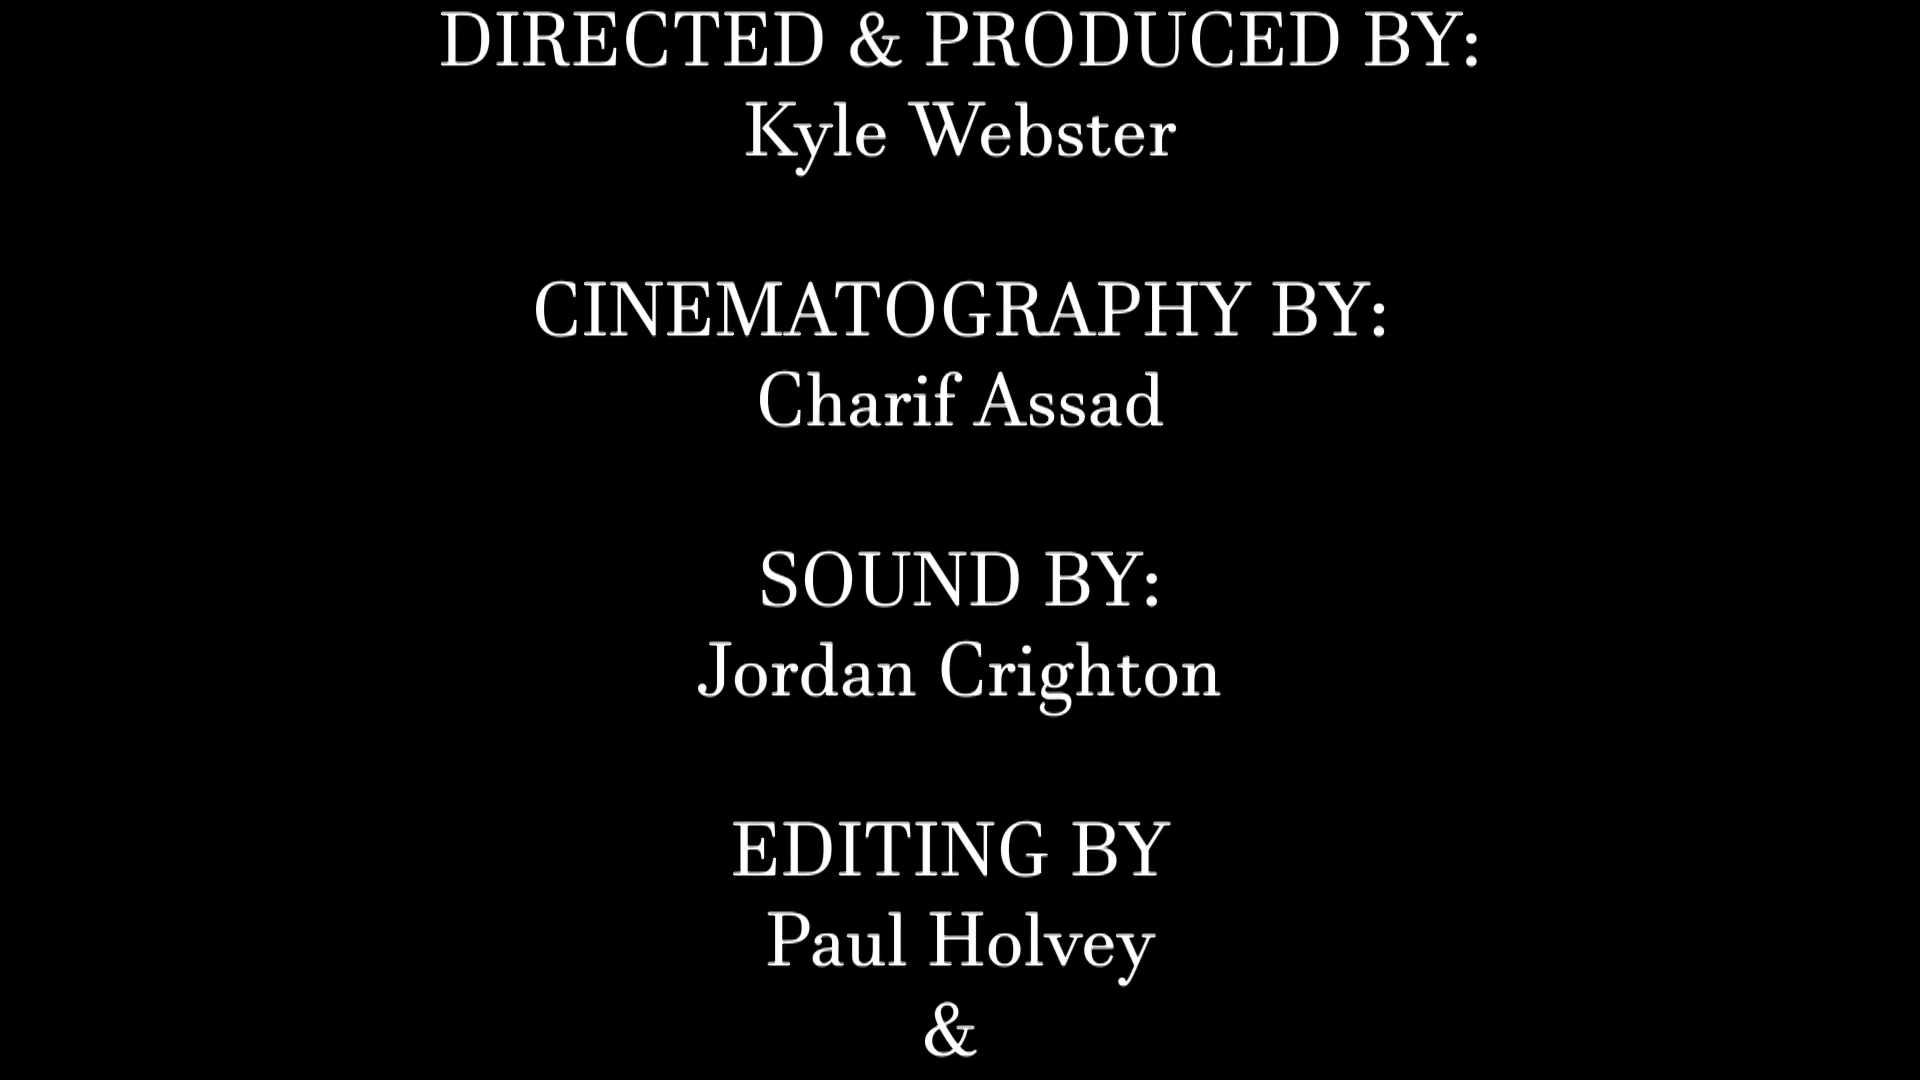 DIRECTED & PRODUCED BY:
Kyle Webster
CINEMATOGRAPHY BY:
Charif Assad
SOUND BY:
Jordan Crighton
EDITING BY
Paul Holvey
&